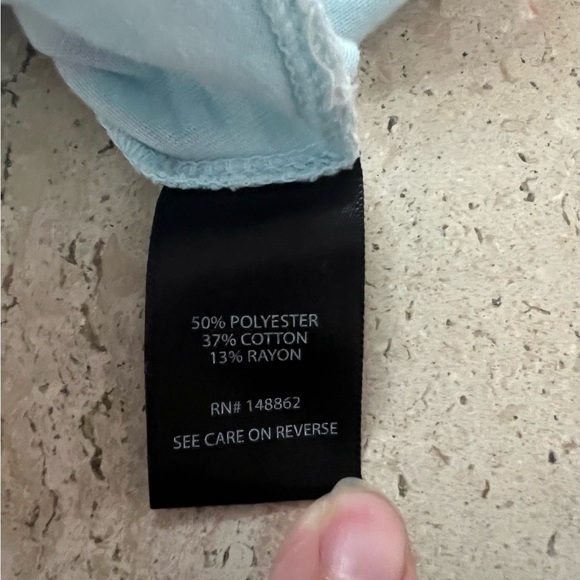 50% POLYESTER
37% COTTON
13% RAYON
RN# 148862
SEE CARE ON REVERSE